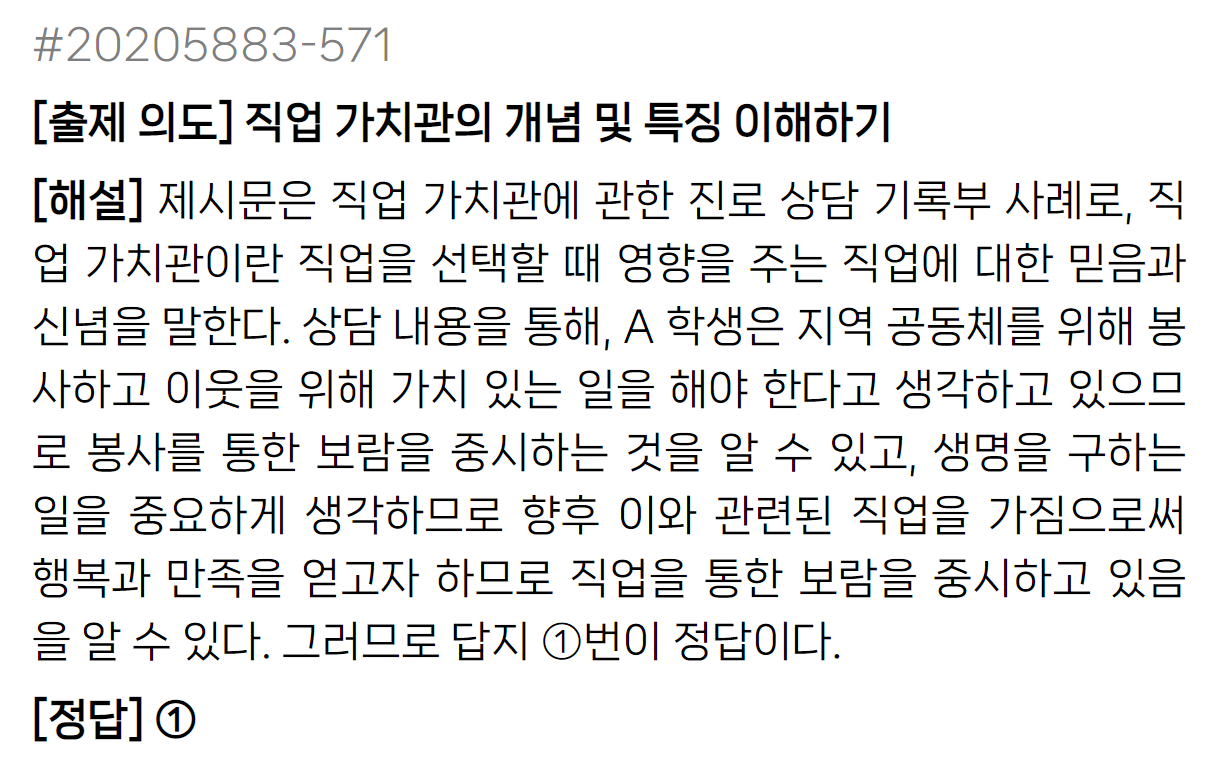 #20205883-571
[출제 의도] 직업 가치관의 개념 및 특징 이해하기
[해설] 제시문은 직업 가치관에 관한 진로 상담 기록부 사례로, 직
업 가치관이란 직업을 선택할 때 영향을 주는 직업에 대한 믿음과
신념을 말한다. 상담 내용을 통해, A 학생은 지역 공동체를 위해 봉
사하고 이웃을 위해 가치 있는 일을 해야 한다고 생각하고 있으므
로 봉사를 통한 보람을 중시하는 것을 알 수 있고, 생명을 구하는
일을 중요하게 생각하므로 향후 이와 관련된 직업을 가짐으로써
행복과 만족을 얻고자 하므로 직업을 통한 보람을 중시하고 있음
을 알 수 있다. 그러므로 답지 ①번이 정답이다.
[정답] ①